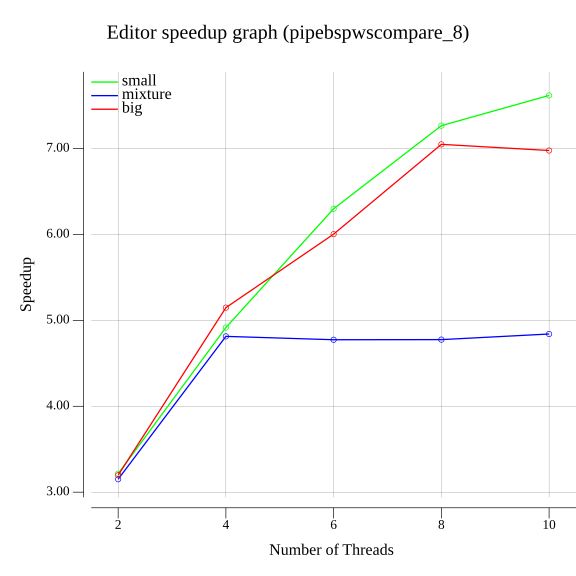 Editor speedup graph (pipebspwscompare_8)
small
mixture
big
7.00
6.00
5.00
4.00
3.00
Speedup
2 4 6 8 10
Number of Threads